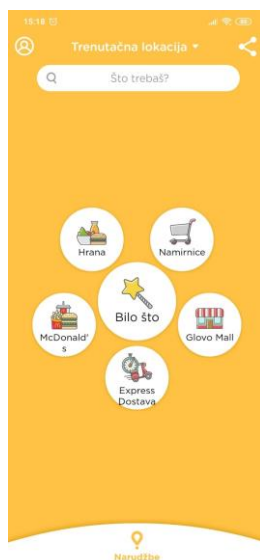 15:18
Trenutačna lokacija
Što trebaš?
Hrana
Namirnice
Bilo što
McDonald'
s
Glovo Mall
Express
Dostava
Narudžbe